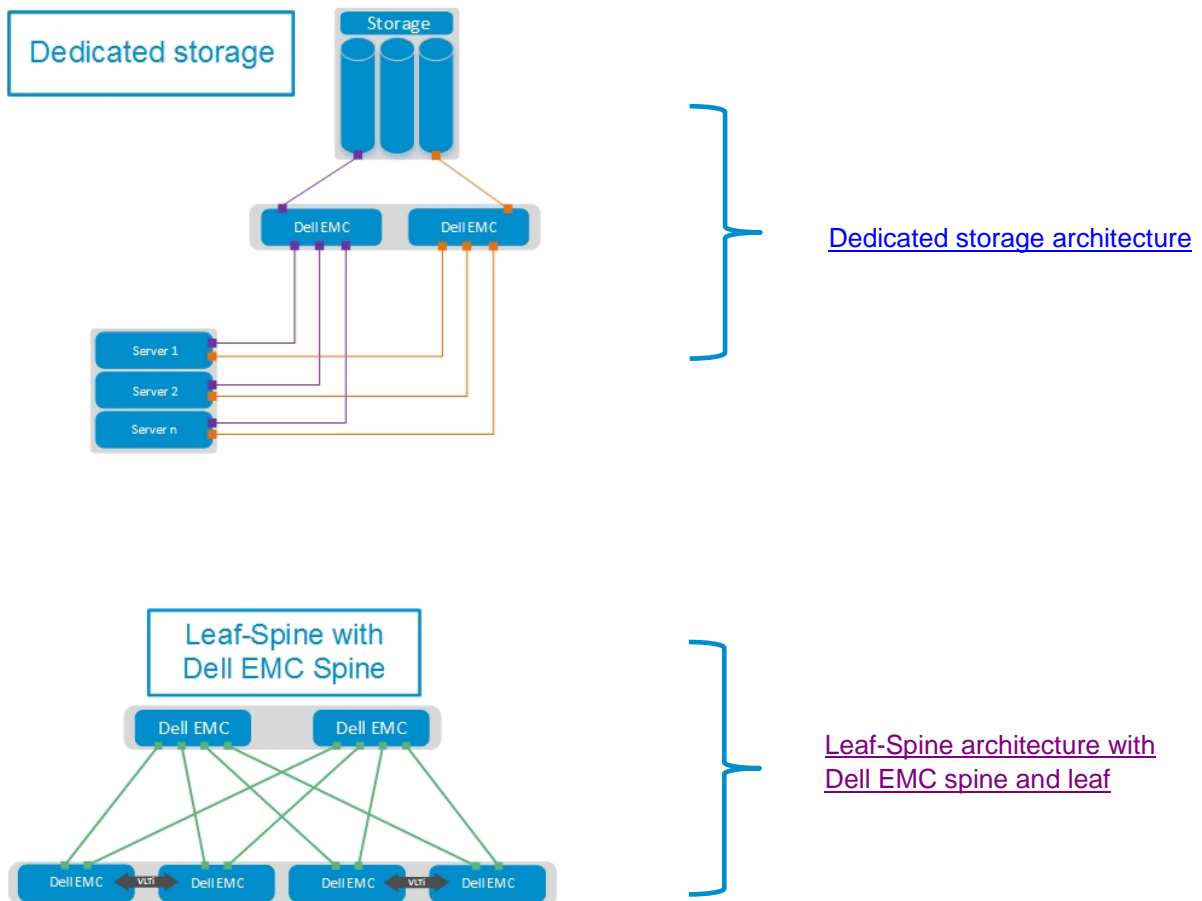 Dedicated storage
Storage
Dell EMC
Dell EMC
Server 1
Server 2
Server n
Dedicated storage architecture
Leaf-Spine with
Dell EMC Spine
Dell EMC
Dell EMC
Dell EMC
VLTi
Dell EMC
Dell EMC
VLTi
Dell EMC
Leaf-Spine architecture with
Dell EMC spine and leaf